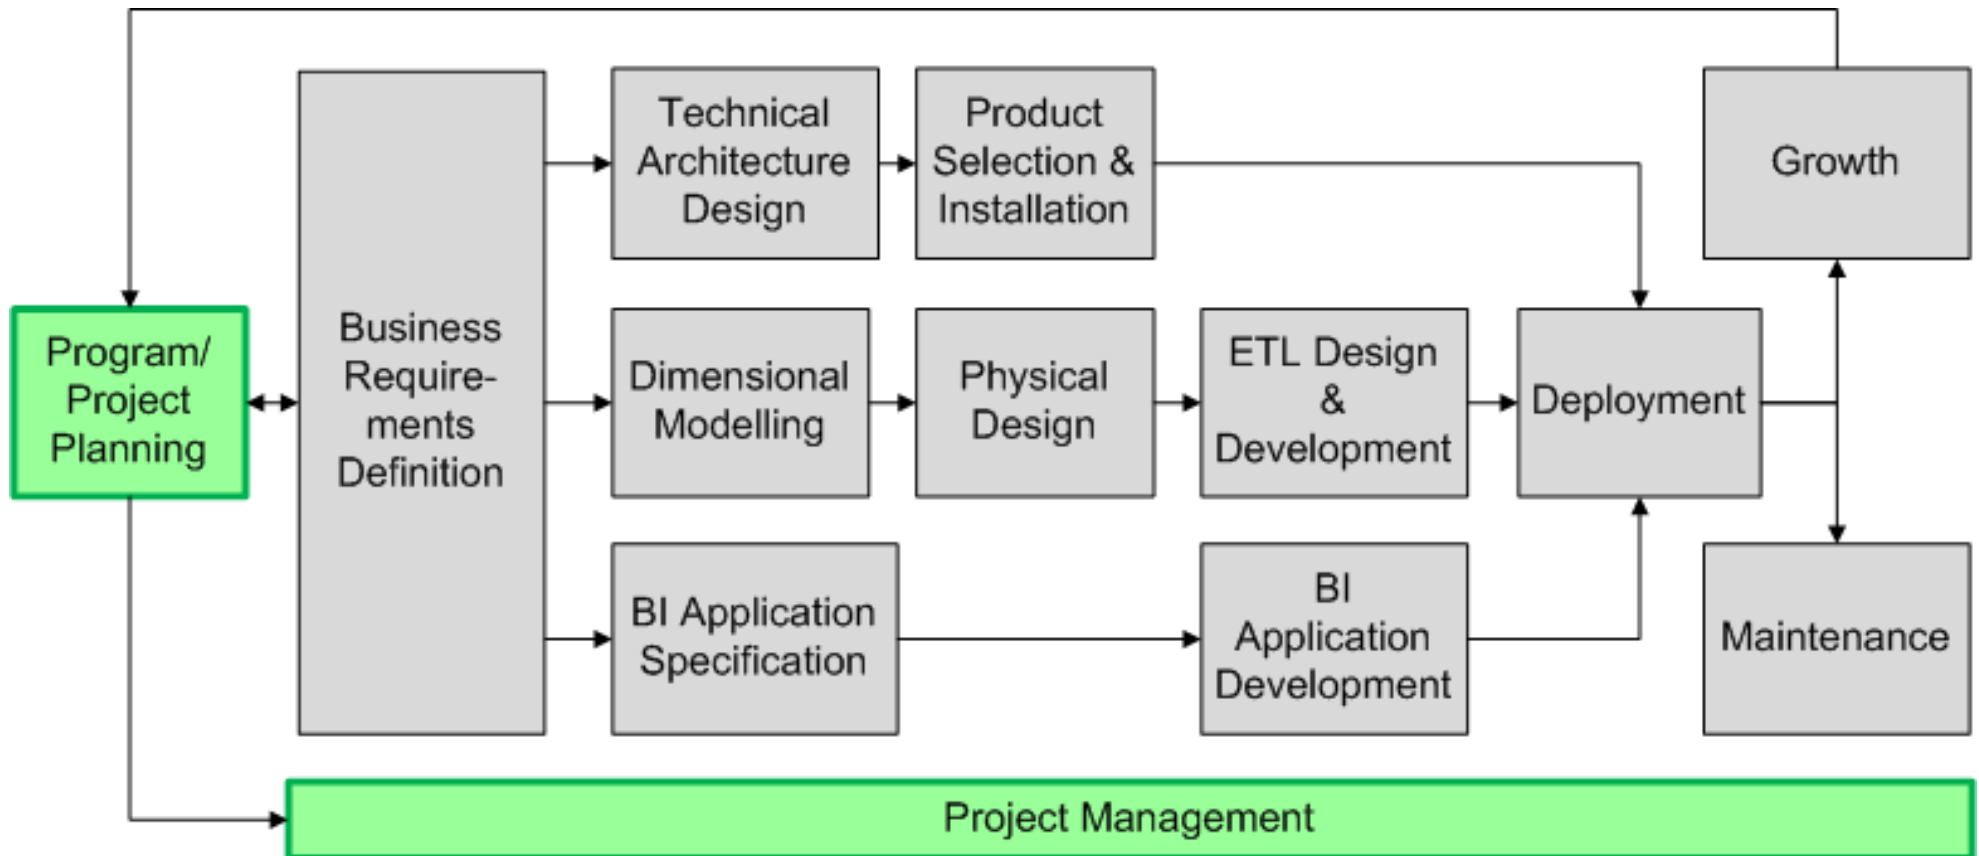 Program/
Project
Planning
Business
Require-
ments
Definition
Technical
Architecture
Design
Product
Selection &
Installation
Dimensional
Modelling
Physical
Design
ETL Design
&
Development
BI Application
Specification
BI
Application
Development
Deployment
Growth
Maintenance
Project Management